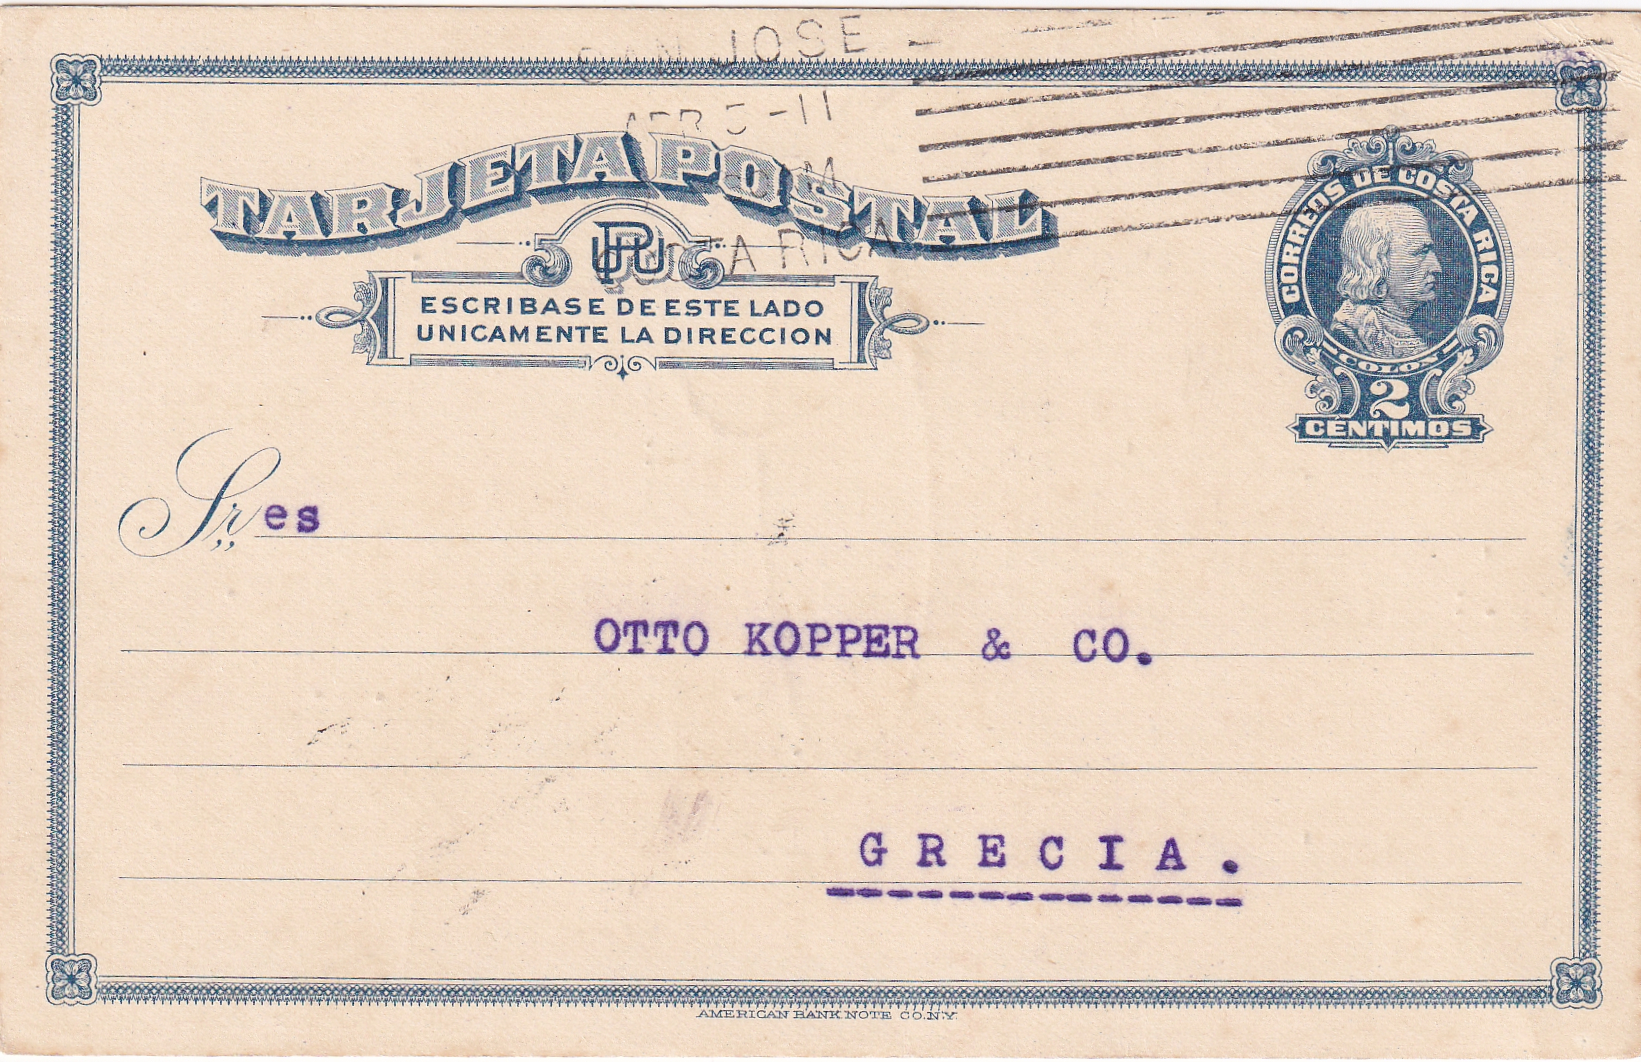 SAN JOSE
5-11
M
TARJETA POSTAL
UPU
COSTA RICA
ESCRIBASE DE ESTE LADO
UNICAMENTE LA DIRECCION
CORREOS DE COSTA RICA
COLON
2
CENTIMOS
Sres
OTTO KOPPER & CO.
GRECIA.
AMERICAN BANK NOTE CO. N.Y.